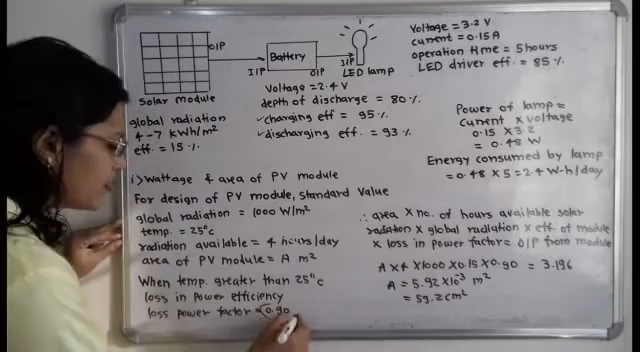 O/P
I/P
Battery
O/P
I/P
LED lamp
Solar module
Voltage = 3.2 V
current = 0.15 A
operation time = 5 hours
LED driver eff. = 85 %
Voltage = 2.4 V
depth of discharge = 80 %
✓ charging eff = 95 %
✓ discharging eff. = 93 %
global radiation
4-7 KWh/m²
eff. = 15 %
Power of lamp =
current × voltage
0.15 × 3.2
= 0.48 W
Energy consumed by lamp
= 0.48 × 5 = 2.4 W-h/day
1) Wattage & area of PV module
For design of PV module, standard value
global radiation = 1000 W/m²
temp. = 25°c
radiation available = 4 hours/day
area of PV module = A m²
When temp. greater than 25°c
loss in power efficiency
loss power factor = 0.90
∴ area × no. of hours available solar
radation × global radiation × eff. of module
× loss in power factor = O/P from module
A × 4 × 1000 × 0.15 × 0.90 = 3.196
A = 5.92 × 10⁻³ m²
= 59.2 cm²